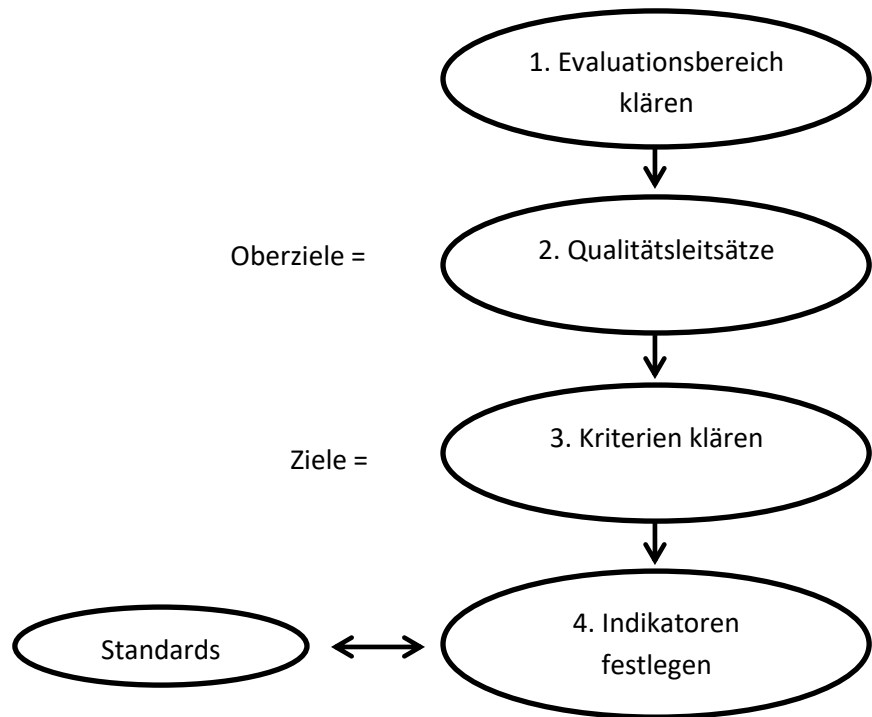 1. Evaluationsbereich
klären
Oberziele =
2. Qualitätsleitsätze
Ziele =
3. Kriterien klären
Standards
4. Indikatoren
festlegen